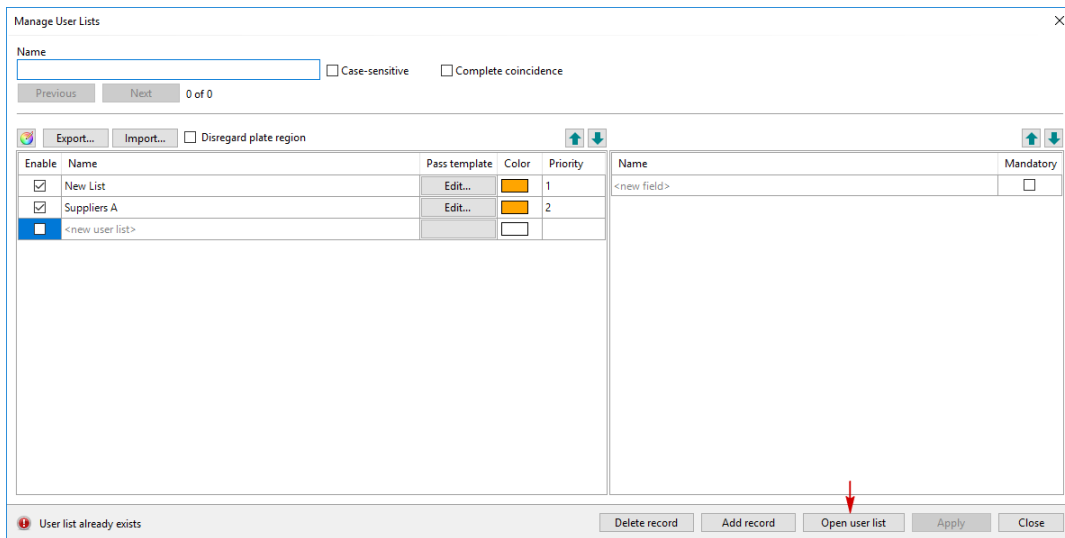 Manage User Lists
Name
Case-sensitive Complete coincidence
Previous Next 0 of 0
Export... Import... Disregard plate region
Enable Name Pass template Color Priority Name Mandatory
New List Edit... 1 <new field>
Suppliers A Edit... 2
<new user list>
User list already exists Delete record Add record Open user list Apply Close